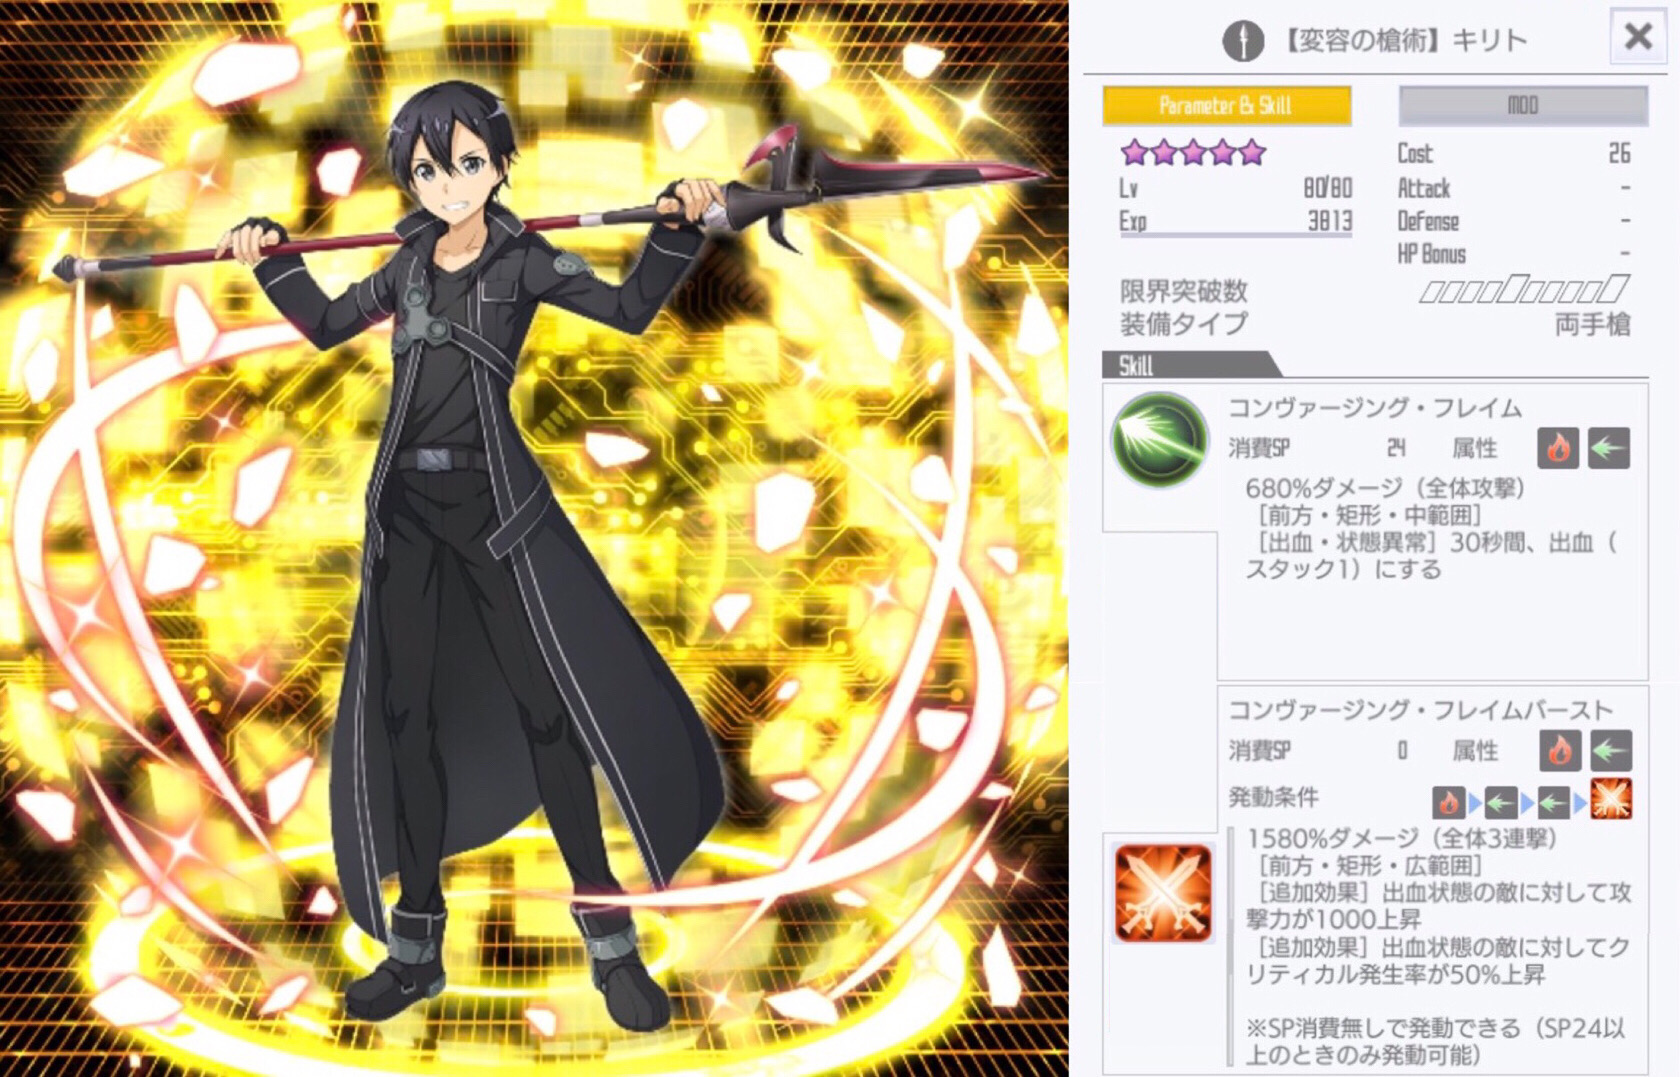 【変容の槍術】キリト
Parameter & Skill
MOD
Lv 80/80
Exp 3813
Cost 26
Attack -
Defense -
HP Bonus -
限界突破数
装備タイプ 両手槍
Skill
コンヴァージング・フレイム
消費SP 24 属性
680%ダメージ（全体攻撃）
［前方・矩形・中範囲］
［出血・状態異常］30秒間、出血（
スタック1）にする
コンヴァージング・フレイムバースト
消費SP 0 属性
発動条件
1580%ダメージ（全体3連撃）
［前方・矩形・広範囲］
［追加効果］出血状態の敵に対して攻
撃力が1000上昇
［追加効果］出血状態の敵に対してク
リティカル発生率が50%上昇
※SP消費無しで発動できる（SP24以
上のときのみ発動可能）